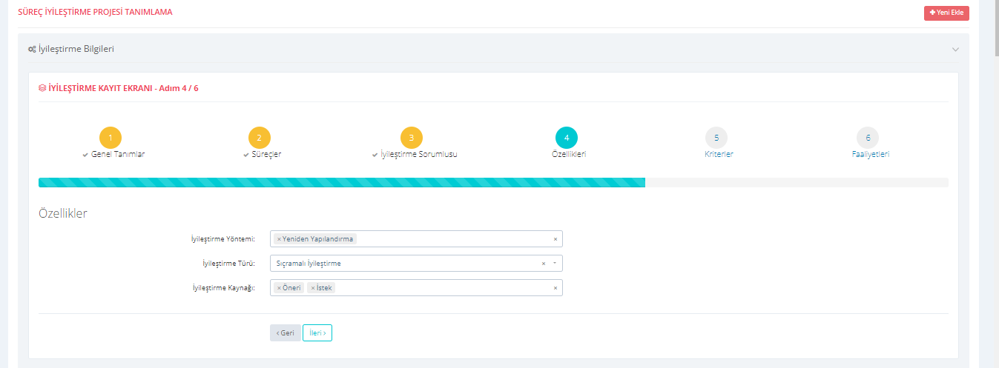 SÜREÇ İYİLEŞTİRME PROJESİ TANIMLAMA
Yeni Ekle
İyileştirme Bilgileri
İYİLEŞTİRME KAYIT EKRANI - Adım 4 / 6
1 2 3 4 5 6
Genel Tanımlar Süreçler İyileştirme Sorumlusu Özellikleri Kriterler Faaliyetleri
Özellikler
İyileştirme Yöntemi: × Yeniden Yapılandırma ×
İyileştirme Türü: Sıçramalı İyileştirme ×
İyileştirme Kaynağı: × Öneri × İstek ×
‹ Geri İleri ›